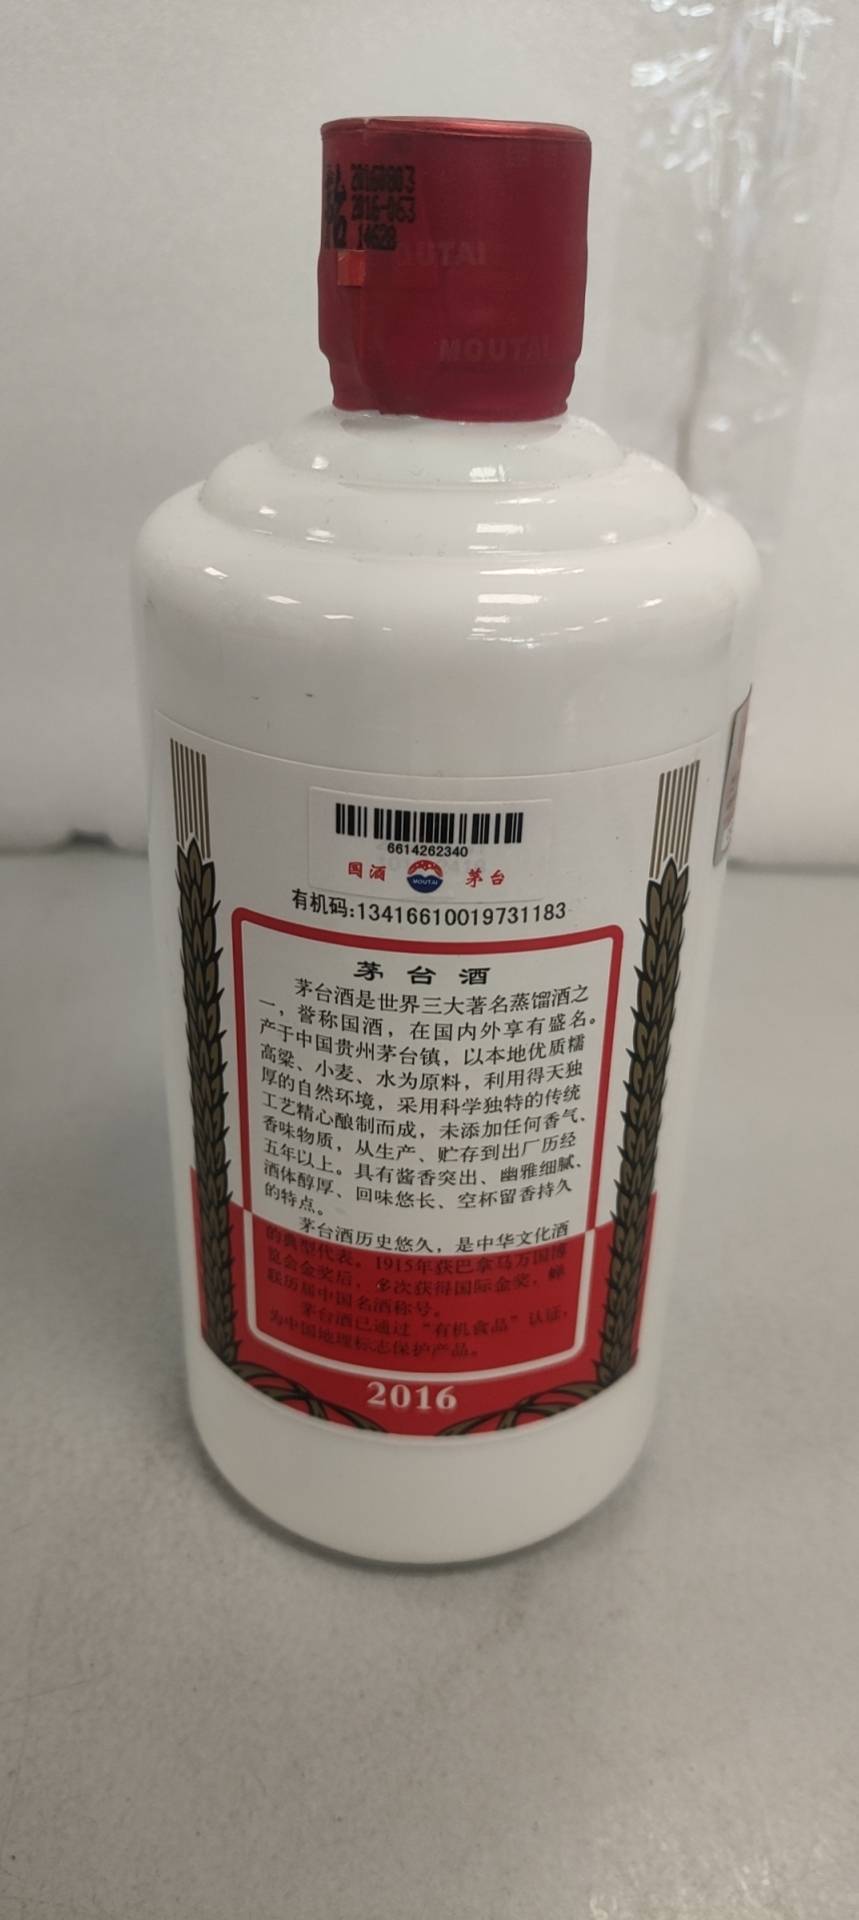 20160803
2016-063
14620
MOUTAI
MOUTAI
6614262340
国酒 MOUTAI 茅台
有机码:13416610019731183
茅台酒
茅台酒是世界三大著名蒸馏酒之
一，誉称国酒，在国内外享有盛名。
产于中国贵州茅台镇，以本地优质糯
高粱、小麦、水为原料，利用得天独
厚的自然环境，采用科学独特的传统
工艺精心酿制而成，未添加任何香气、
香味物质，从生产、贮存到出厂历经
五年以上。具有酱香突出、幽雅细腻、
酒体醇厚、回味悠长、空杯留香持久
的特点。
茅台酒历史悠久，是中华文化酒
的典型代表。1915年获巴拿马万国博
览会金奖后，多次获得国际金奖，蝉
联历届中国名酒称号。
茅台酒已通过“有机食品”认证，
为中国地理标志保护产品。
2016